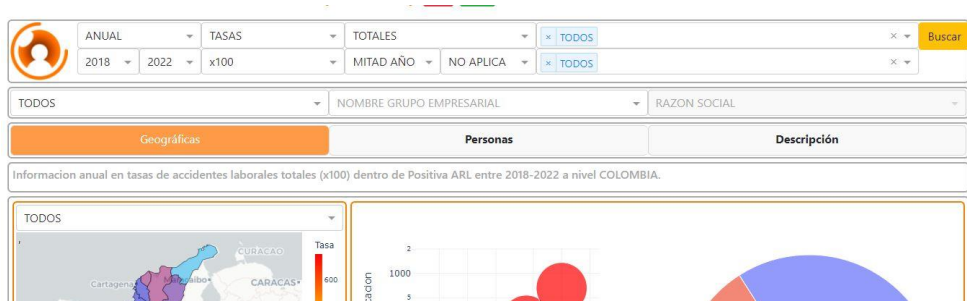 ANUAL TASAS TOTALES × TODOS × Buscar
2018 2022 x100 MITAD AÑO NO APLICA × TODOS ×
TODOS NOMBRE GRUPO EMPRESARIAL RAZON SOCIAL
Geográficas Personas Descripción
Informacion anual en tasas de accidentes laborales totales (x100) dentro de Positiva ARL entre 2018-2022 a nivel COLOMBIA.
TODOS
Tasa
CURACAO
Cartagena
CARACAS
600
2
1000
5